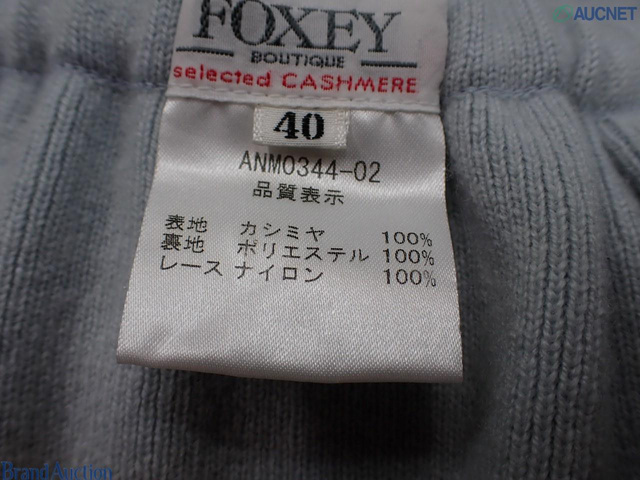 AUCNET
FOXEY
BOUTIQUE
selected CASHMERE
40
ANM0344-02
品質表示
表地 カシミヤ 100%
裏地 ポリエステル 100%
レース ナイロン 100%
Brand Auction